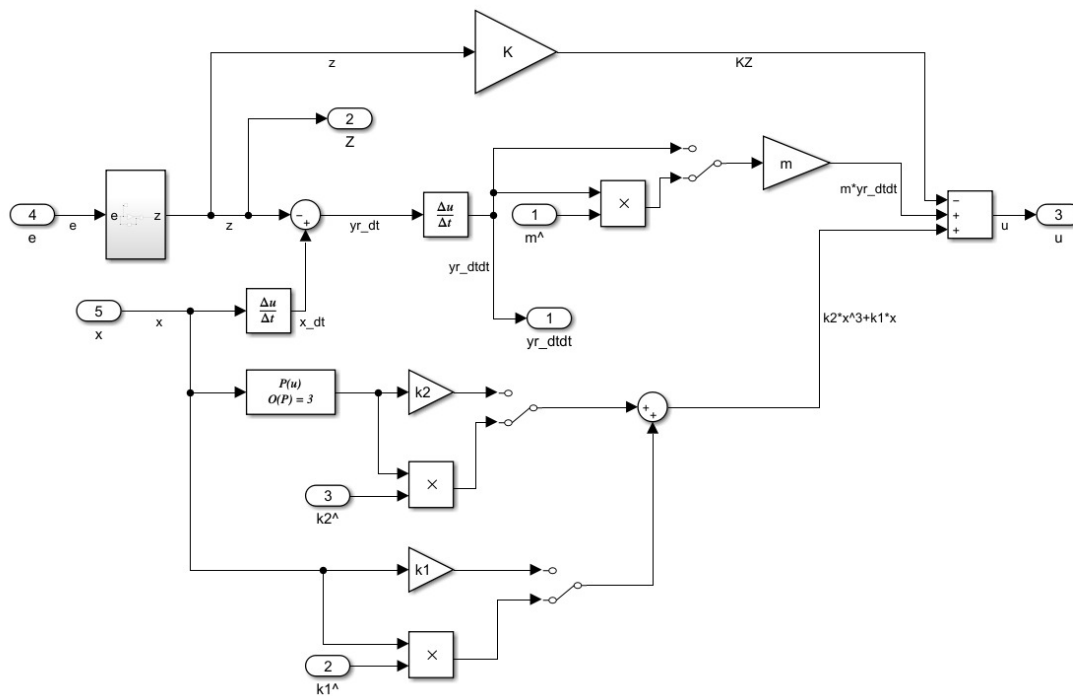 K
z
KZ
2
Z
m
m*yr_dtdt
4
e
e
e
z
z
−
+
yr_dt
Δu
Δt
×
1
m^
−
+
+
u
3
u
yr_dtdt
5
x
x
Δu
Δt
x_dt
1
yr_dtdt
k2*x^3+k1*x
P(u)
O(P) = 3
k2
+
+
×
3
k2^
k1
×
2
k1^